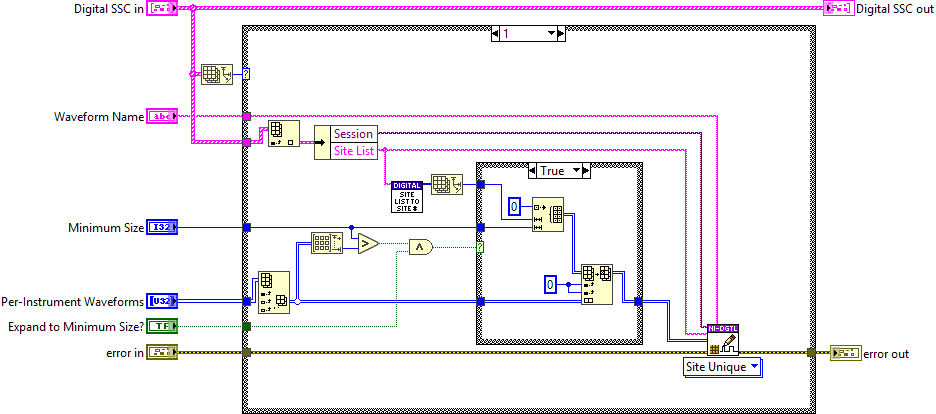 Digital SSC in
Digital SSC out
1
?
Waveform Name
abc
Session
Site List
True
DIGITAL
SITE
LIST TO
SITE #
0
Minimum Size
I32
>
?
0
Per-Instrument Waveforms
U32
Expand to Minimum Size?
TF
NI-DGTL
error in
error out
Site Unique